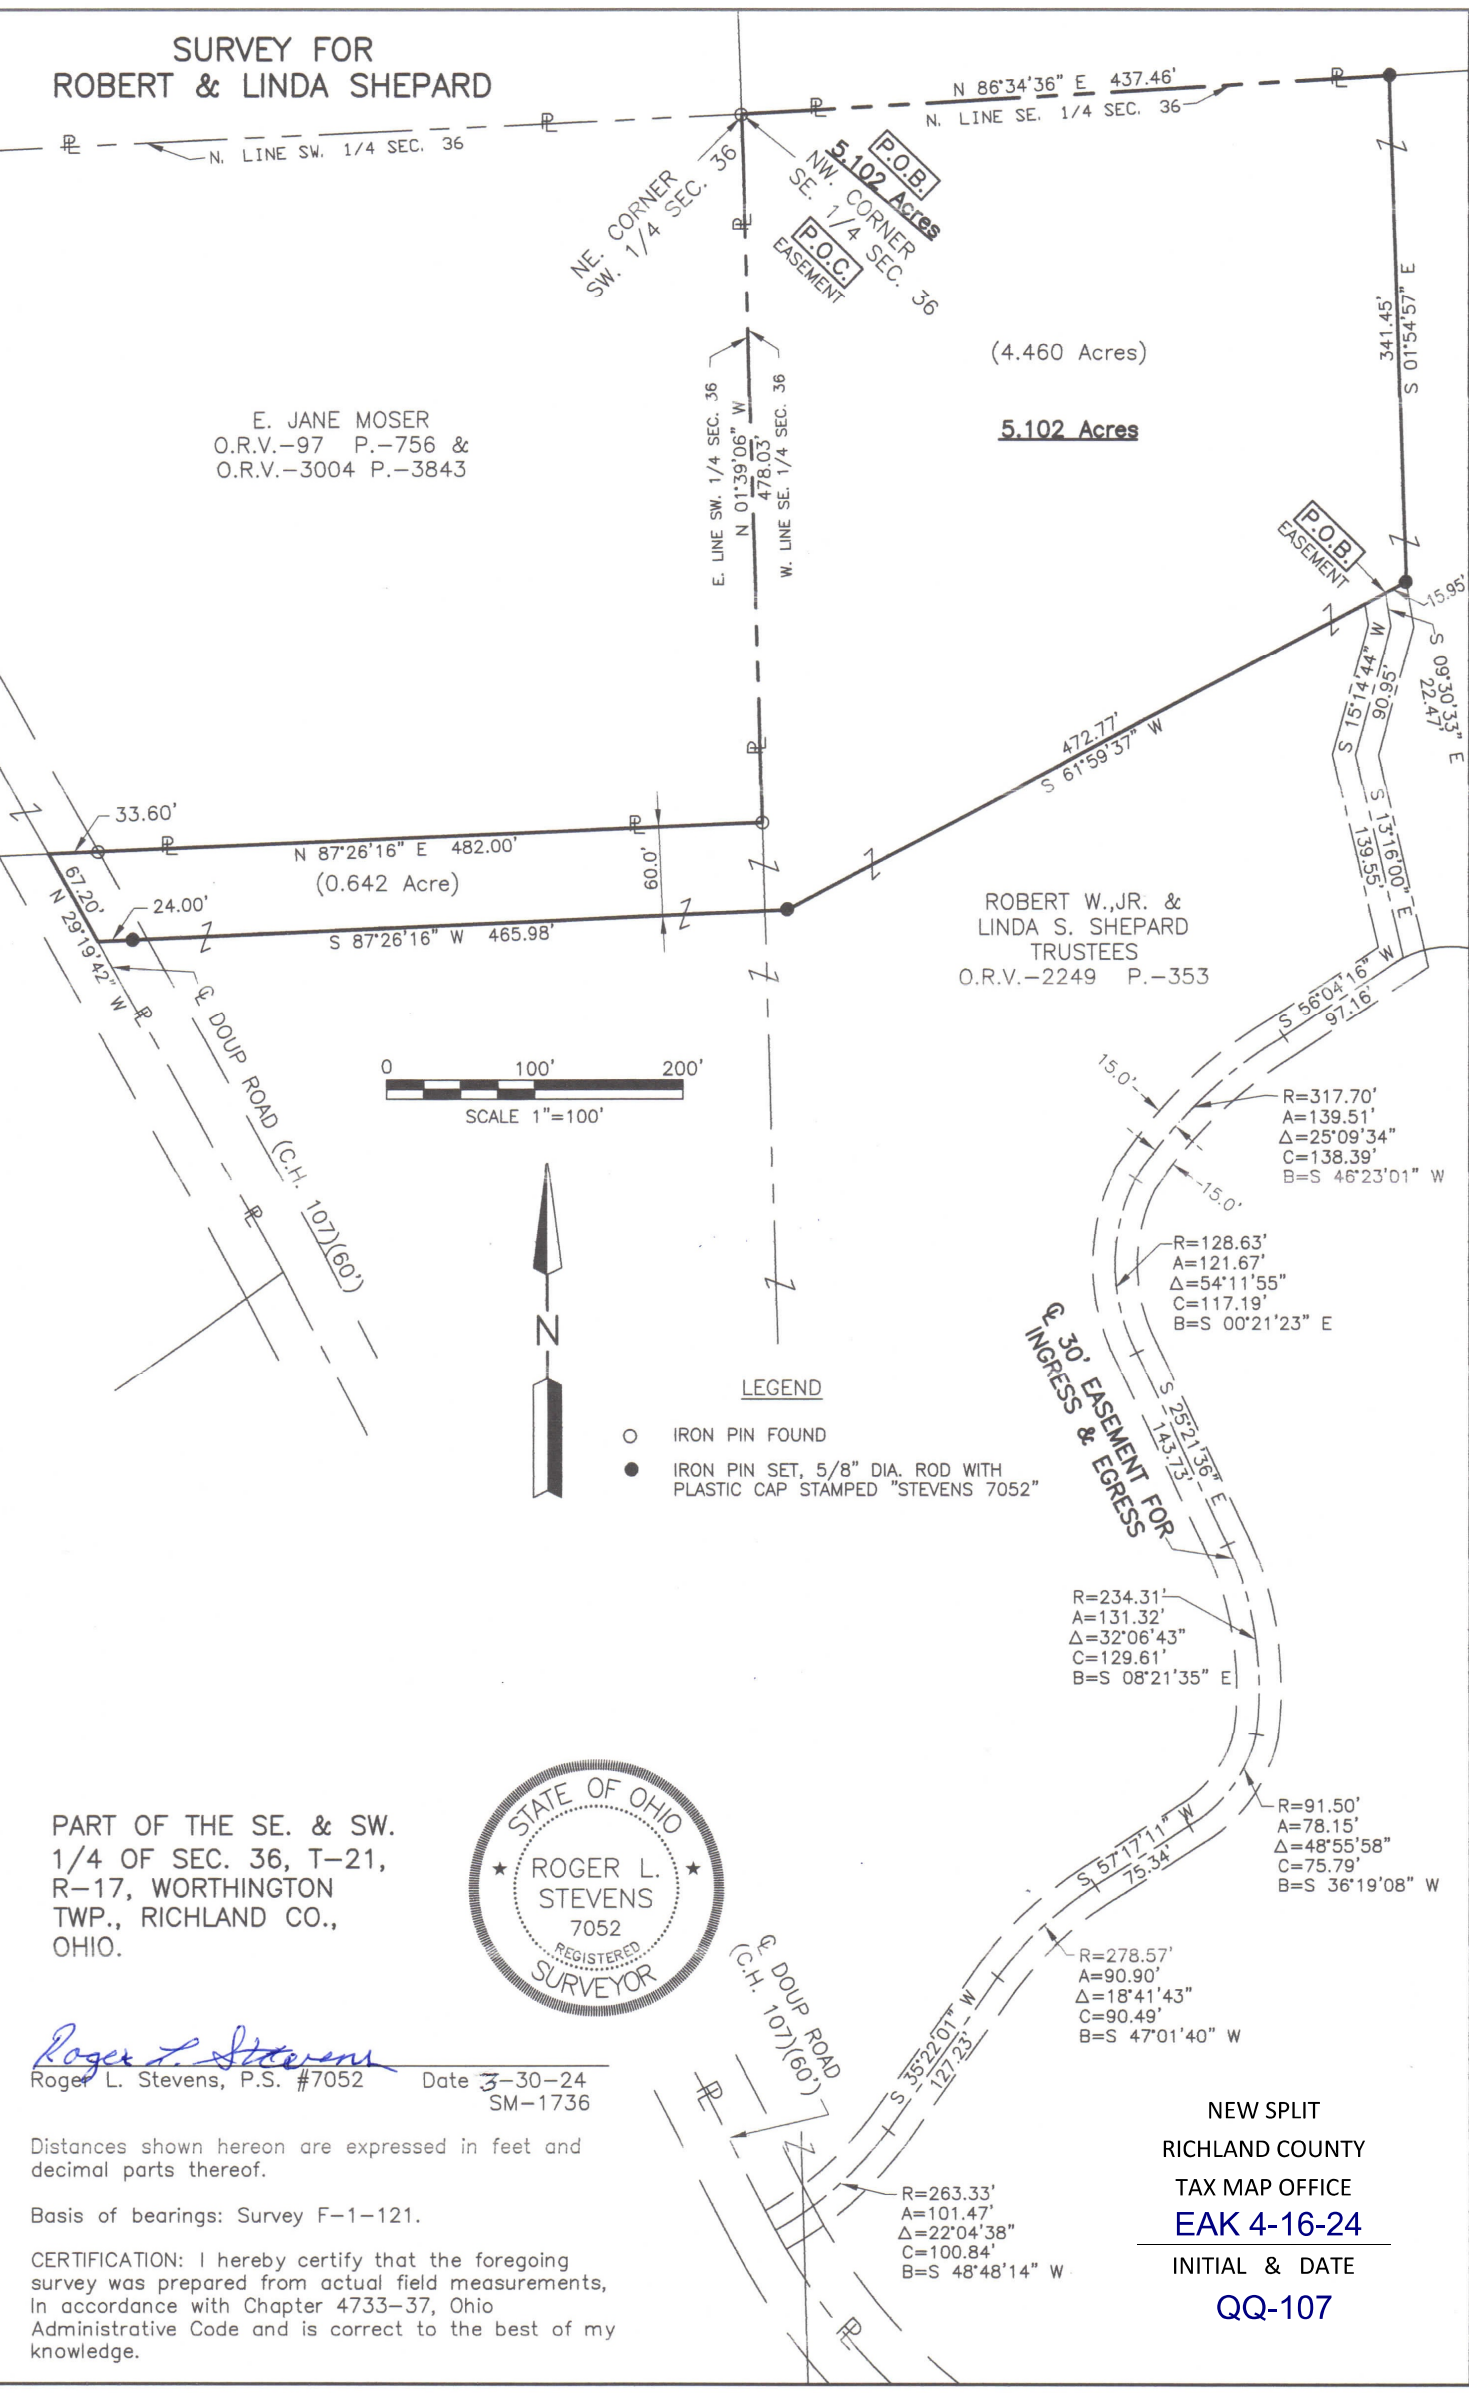 SURVEY FOR
ROBERT & LINDA SHEPARD
N 86°34'36" E 437.46'
N. LINE SE. 1/4 SEC. 36
N. LINE SW. 1/4 SEC. 36
NE. CORNER
SW. 1/4 SEC. 36
P.O.B.
5.102 Acres
NW. CORNER
SE. 1/4 SEC. 36
P.O.C.
EASEMENT
341.45'
S 01°54'57" E
(4.460 Acres)
5.102 Acres
E. JANE MOSER
O.R.V.-97 P.-756 &
O.R.V.-3004 P.-3843
E. LINE SW. 1/4 SEC. 36
N 01°39'06" W
478.03'
W. LINE SE. 1/4 SEC. 36
P.O.B.
EASEMENT
15.95'
S 09°30'33" E
22.47'
S 15°14'44" W
90.95'
472.77'
S 61°59'37" W
S 13°16'00" E
139.55'
33.60'
N 87°26'16" E 482.00'
(0.642 Acre)
60.0'
67.20'
N 29°19'42" W
24.00'
S 87°26'16" W 465.98'
ROBERT W.,JR. &
LINDA S. SHEPARD
TRUSTEES
O.R.V.-2249 P.-353
℄ DOUP ROAD (C.H. 107)(60')
S 56°04'16" W
97.16'
0 100' 200'
SCALE 1"=100'
15.0'
15.0'
R=317.70'
A=139.51'
Δ=25°09'34"
C=138.39'
B=S 46°23'01" W
R=128.63'
A=121.67'
Δ=54°11'55"
C=117.19'
B=S 00°21'23" E
N
℄ 30' EASEMENT FOR
INGRESS & EGRESS
S 25°21'36" E
143.73'
LEGEND
IRON PIN FOUND
IRON PIN SET, 5/8" DIA. ROD WITH
PLASTIC CAP STAMPED "STEVENS 7052"
R=234.31'
A=131.32'
Δ=32°06'43"
C=129.61'
B=S 08°21'35" E
R=91.50'
A=78.15'
Δ=48°55'58"
C=75.79'
B=S 36°19'08" W
S 57°17'11" W
75.34'
PART OF THE SE. & SW.
1/4 OF SEC. 36, T-21,
R-17, WORTHINGTON
TWP., RICHLAND CO.,
OHIO.
STATE OF OHIO
ROGER L.
STEVENS
7052
REGISTERED
SURVEYOR
R=278.57'
A=90.90'
Δ=18°41'43"
C=90.49'
B=S 47°01'40" W
℄ DOUP ROAD
(C.H. 107)(60')
S 35°22'01" W
127.23'
Roger L. Stevens
Roger L. Stevens, P.S. #7052 Date 3-30-24
SM-1736
Distances shown hereon are expressed in feet and
decimal parts thereof.
Basis of bearings: Survey F-1-121.
CERTIFICATION: I hereby certify that the foregoing
survey was prepared from actual field measurements,
In accordance with Chapter 4733-37, Ohio
Administrative Code and is correct to the best of my
knowledge.
R=263.33'
A=101.47'
Δ=22°04'38"
C=100.84'
B=S 48°48'14" W
NEW SPLIT
RICHLAND COUNTY
TAX MAP OFFICE
EAK 4-16-24
INITIAL & DATE
QQ-107